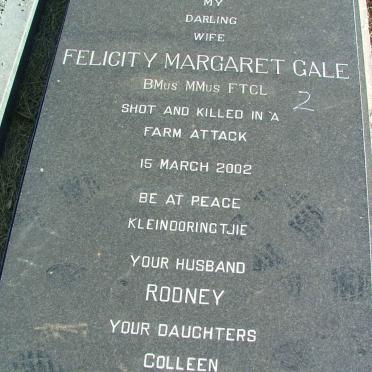 MY
DARLING
WIFE
FELICITY MARGARET GALE
BMus MMus FTCL
2
SHOT AND KILLED IN A
FARM ATTACK
15 MARCH 2002
BE AT PEACE
KLEINDORINGTJIE
YOUR HUSBAND
RODNEY
YOUR DAUGHTERS
COLLEEN